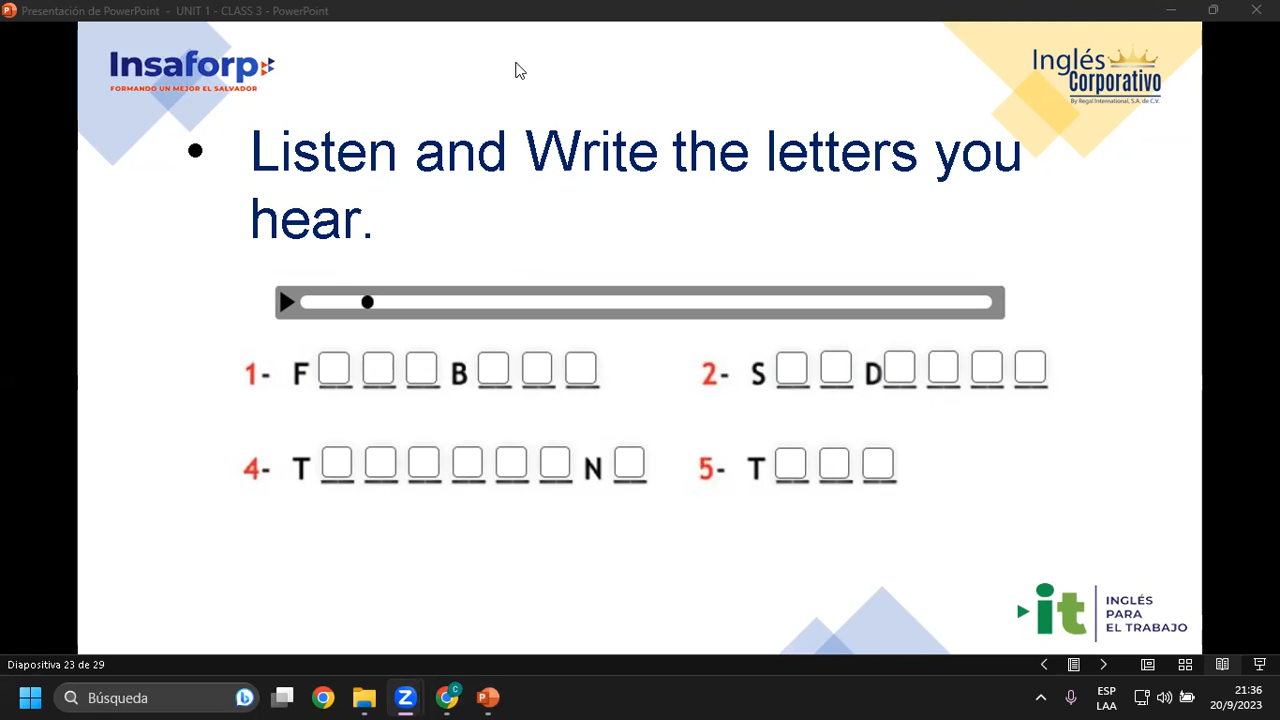 Presentación de PowerPoint - UNIT 1 - CLASS 3 - PowerPoint
Insaforp
FORMANDO UN MEJOR EL SALVADOR
Inglés
Corporativo
By Regal International, S.A. de C.V.
• Listen and Write the letters you
hear.
1- F _ _ _ B _ _ _ 2- S _ _ D _ _ _ _
4- T _ _ _ _ _ _ N _ 5- T _ _ _
it INGLÉS
PARA
EL TRABAJO
Diapositiva 23 de 29
Búsqueda
ESP
LAA
21:36
20/9/2023